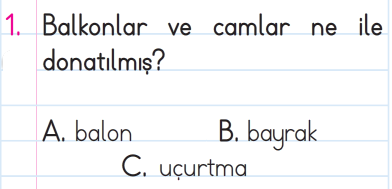 1. Balkonlar ve camlar ne ile
donatılmış?
A. balon B. bayrak
C. uçurtma